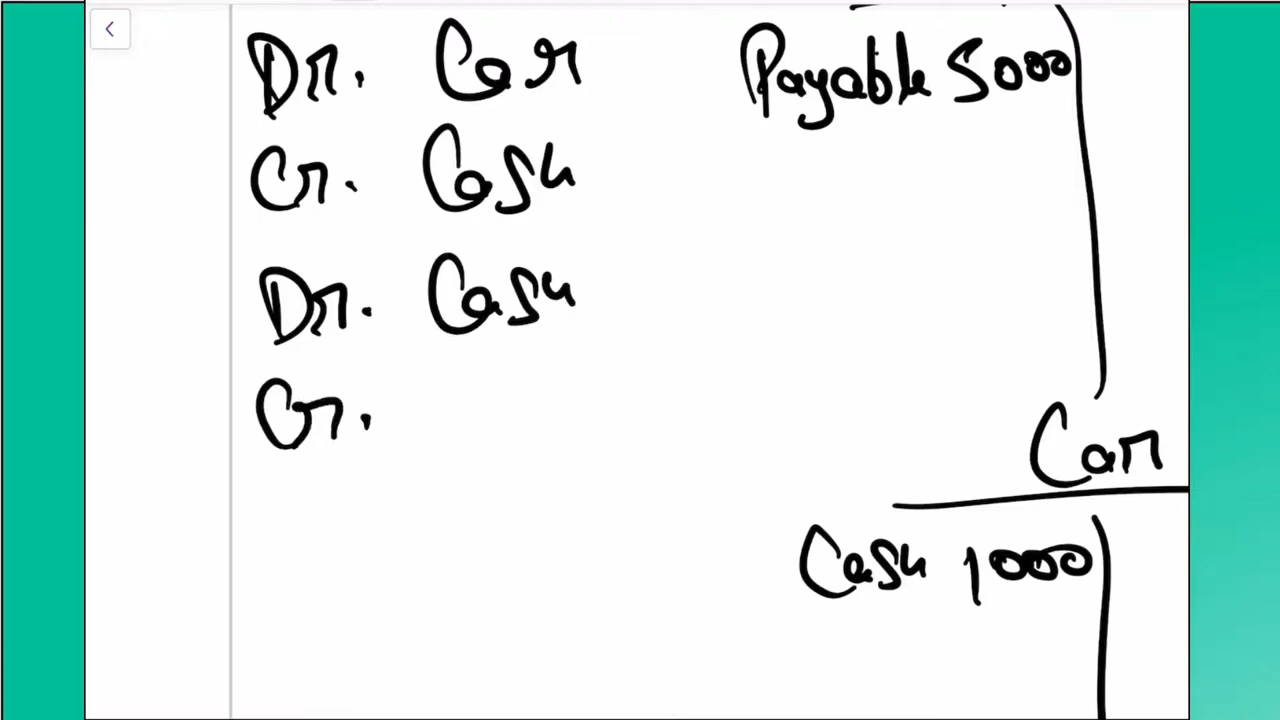 Dr. Car
Cr. Cash
Dr. Cash
Cr.
Payable 5000
Car
Cash 1000